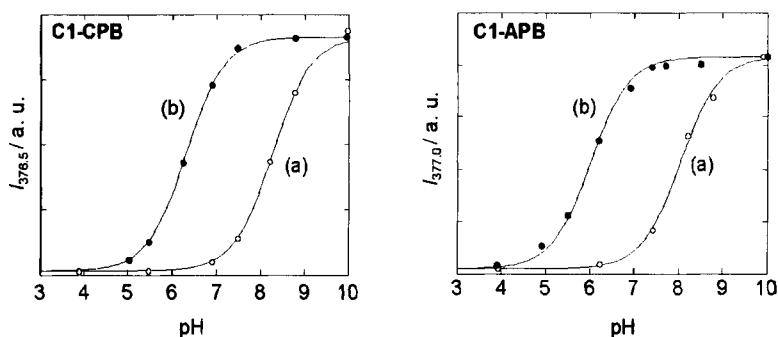 C1-CPB
(b)
(a)
I376.5 / a. u.
3 4 5 6 7 8 9 10
pH
C1-APB
(b)
(a)
I377.0 / a. u.
3 4 5 6 7 8 9 10
pH